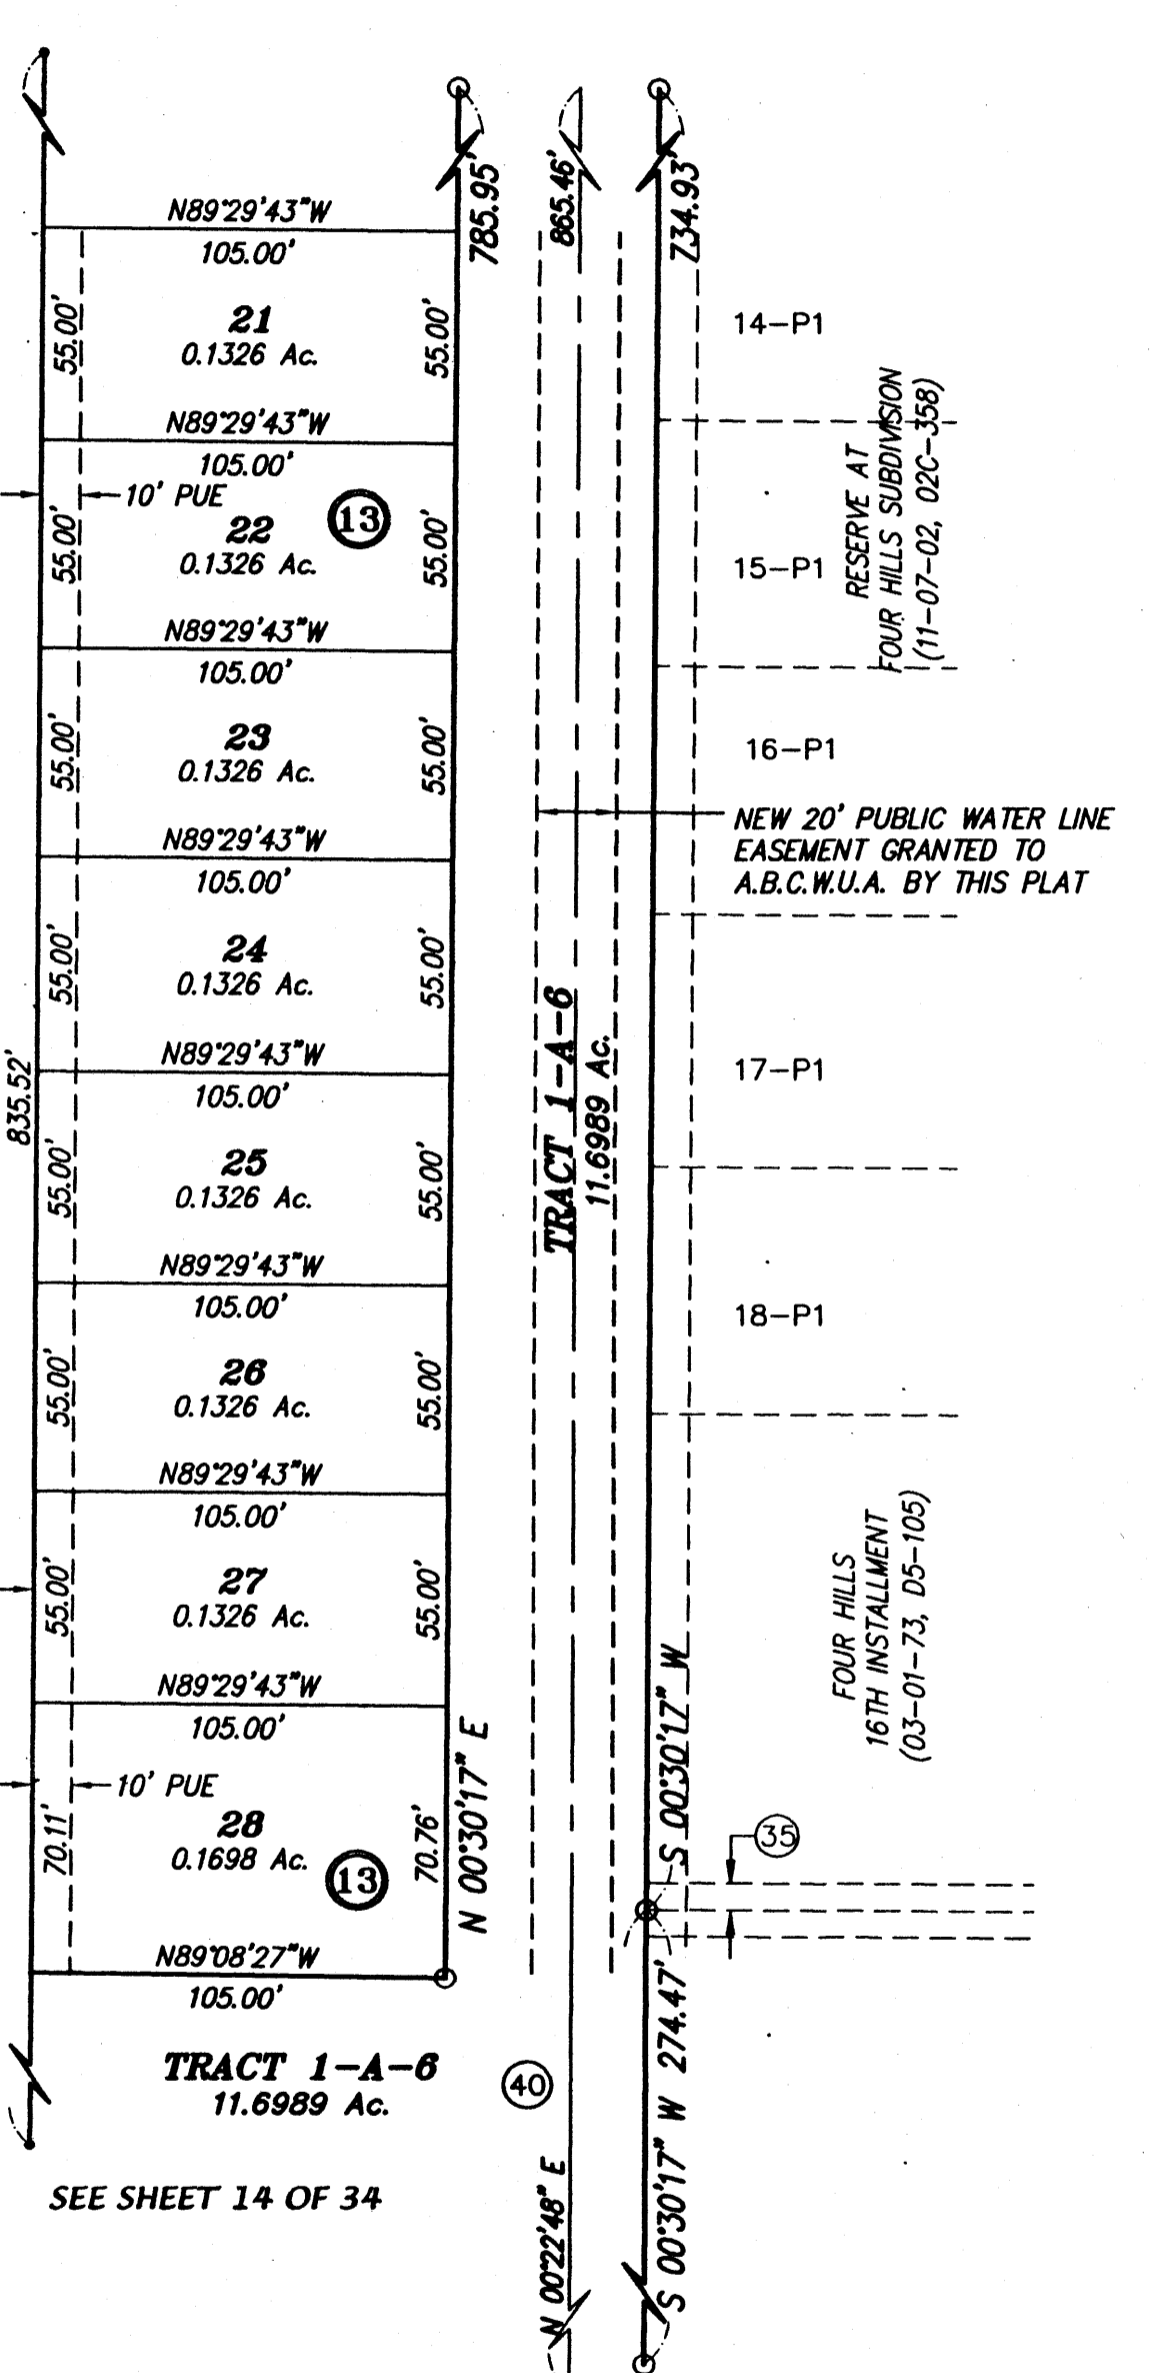 785.95'
865.46'
734.93'
N89°29'43"W
105.00'
55.00'
21
0.1326 Ac.
55.00'
14-P1
N89°29'43"W
105.00'
10' PUE
55.00'
22
0.1326 Ac.
13
55.00'
15-P1
RESERVE AT
FOUR HILLS SUBDIVISION
(11-07-02, 02C-358)
N89°29'43"W
105.00'
55.00'
23
0.1326 Ac.
55.00'
16-P1
NEW 20' PUBLIC WATER LINE
EASEMENT GRANTED TO
A.B.C.W.U.A. BY THIS PLAT
N89°29'43"W
105.00'
55.00'
24
0.1326 Ac.
55.00'
TRACT 1-A-6
11.6989 Ac.
17-P1
835.52'
N89°29'43"W
105.00'
55.00'
25
0.1326 Ac.
55.00'
N89°29'43"W
105.00'
18-P1
55.00'
26
0.1326 Ac.
55.00'
N89°29'43"W
105.00'
55.00'
27
0.1326 Ac.
55.00'
FOUR HILLS
16TH INSTALLMENT
(03-01-73, D5-105)
N89°29'43"W
105.00'
N 00°30'17" E
S 00°30'17" W
10' PUE
70.11'
28
0.1698 Ac.
13
70.76'
35
N89°08'27"W
105.00'
TRACT 1-A-6
11.6989 Ac.
40
S 00°30'17" W 274.47'
N 00°22'48" E
SEE SHEET 14 OF 34